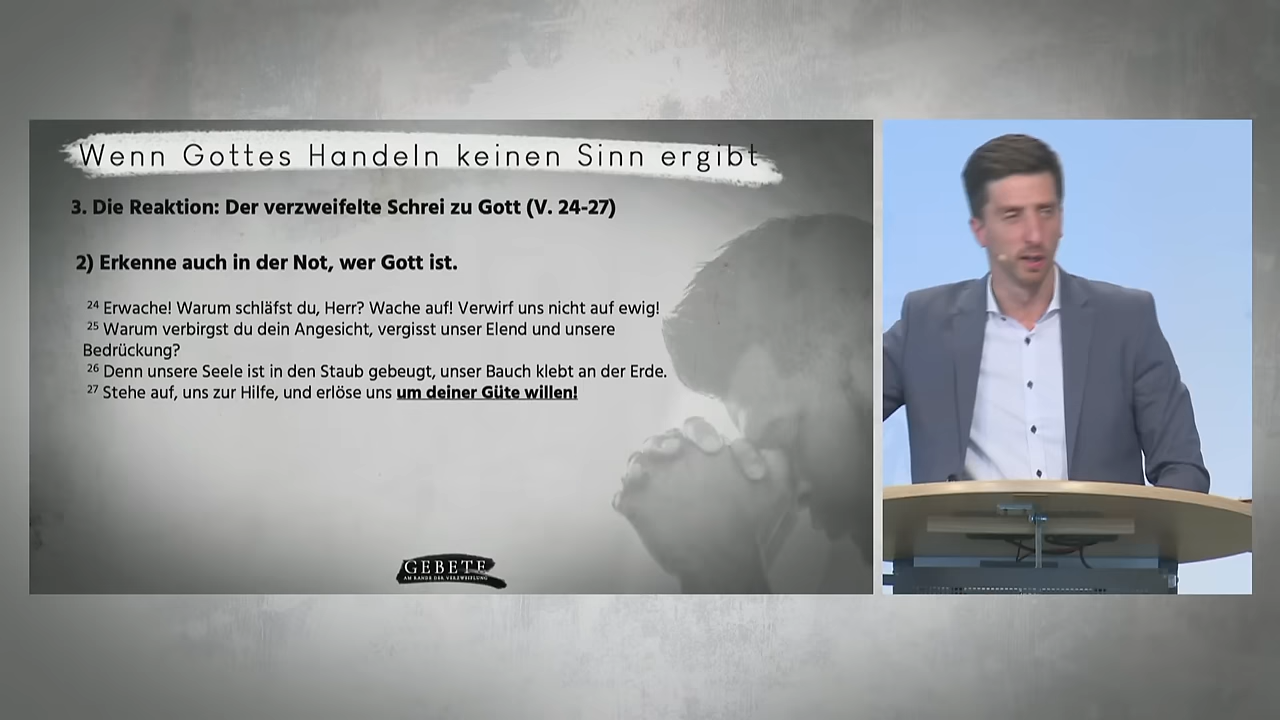 Wenn Gottes Handeln keinen Sinn ergibt
3. Die Reaktion: Der verzweifelte Schrei zu Gott (V. 24-27)
2) Erkenne auch in der Not, wer Gott ist.
24 Erwache! Warum schläfst du, Herr? Wache auf! Verwirf uns nicht auf ewig!
25 Warum verbirgst du dein Angesicht, vergisst unser Elend und unsere
Bedrückung?
26 Denn unsere Seele ist in den Staub gebeugt, unser Bauch klebt an der Erde.
27 Stehe auf, uns zur Hilfe, und erlöse uns um deiner Güte willen!
GEBETE
AM RANDE DER VERZWEIFLUNG